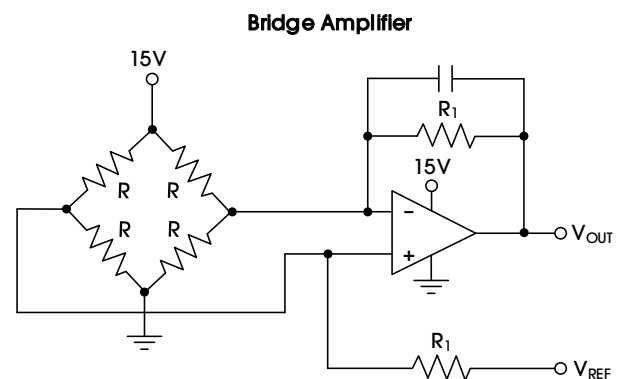 Bridge Amplifier
15V
R1
15V
R R
R R
−
+
VOUT
R1
VREF